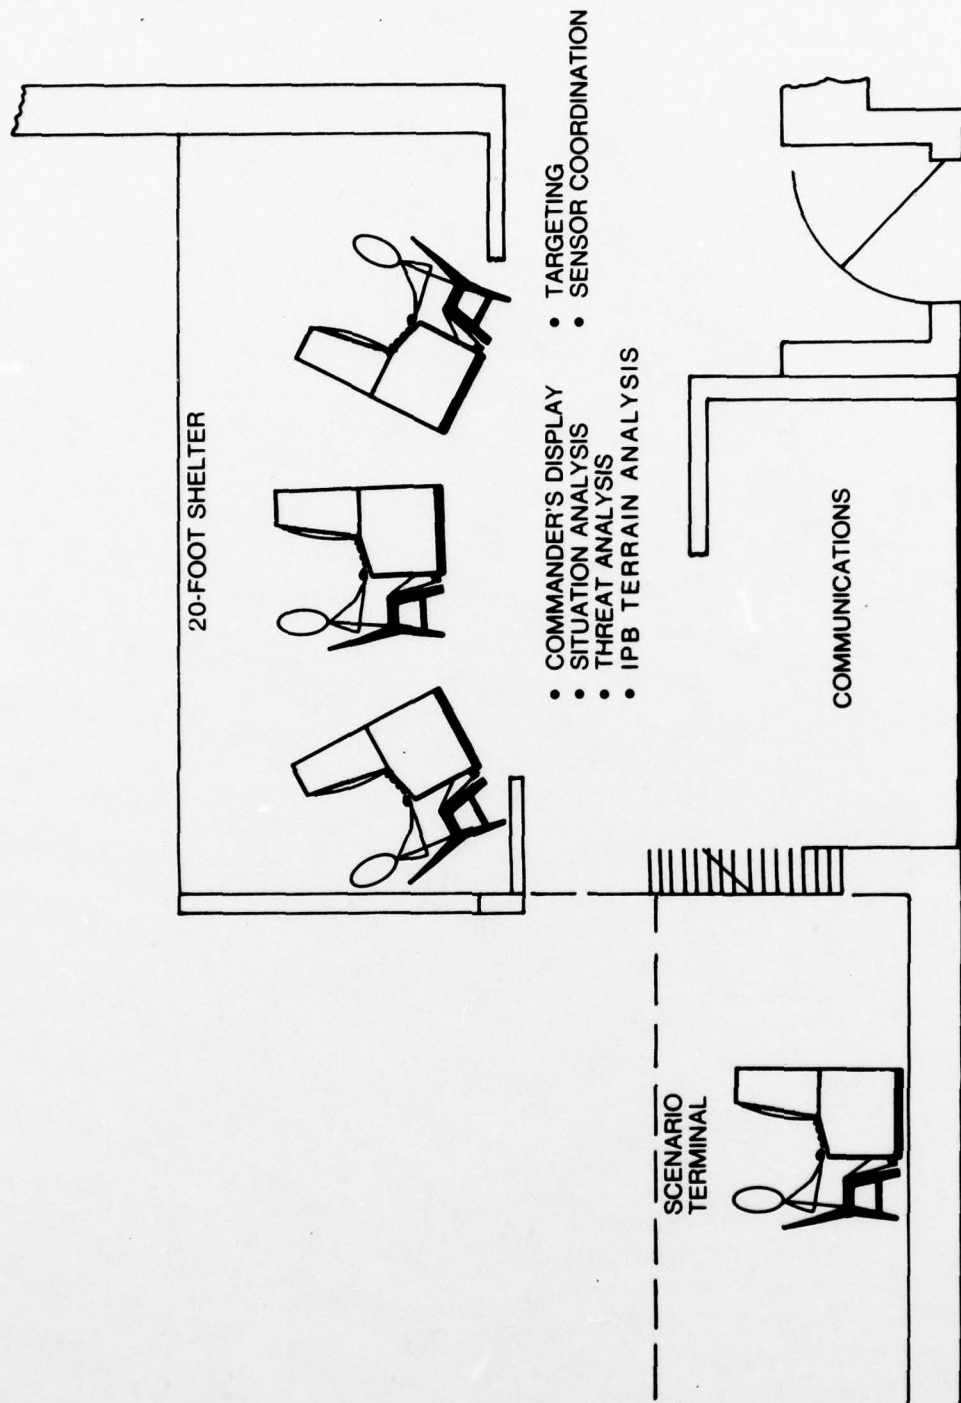 20-FOOT SHELTER
• COMMANDER'S DISPLAY
• SITUATION ANALYSIS
• THREAT ANALYSIS
• IPB TERRAIN ANALYSIS
• TARGETING
• SENSOR COORDINATION
COMMUNICATIONS
SCENARIO
TERMINAL